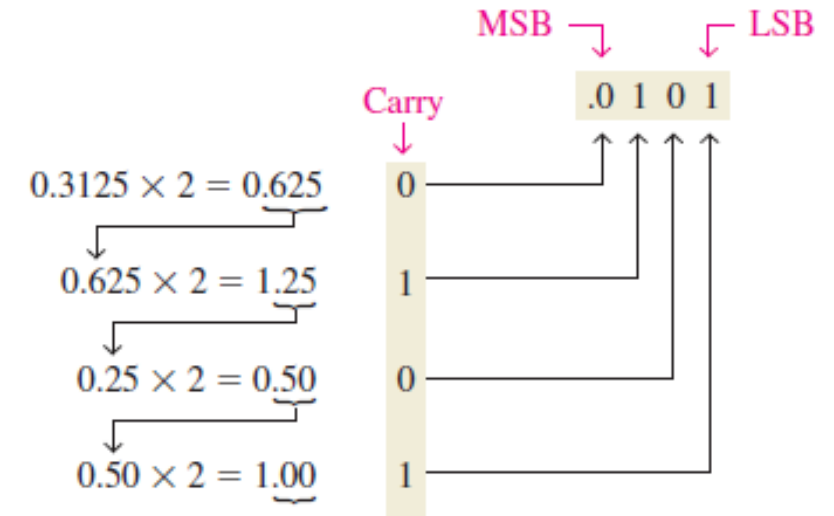 MSB LSB
.0 1 0 1
Carry
0.3125 × 2 = 0.625 0
0.625 × 2 = 1.25 1
0.25 × 2 = 0.50 0
0.50 × 2 = 1.00 1